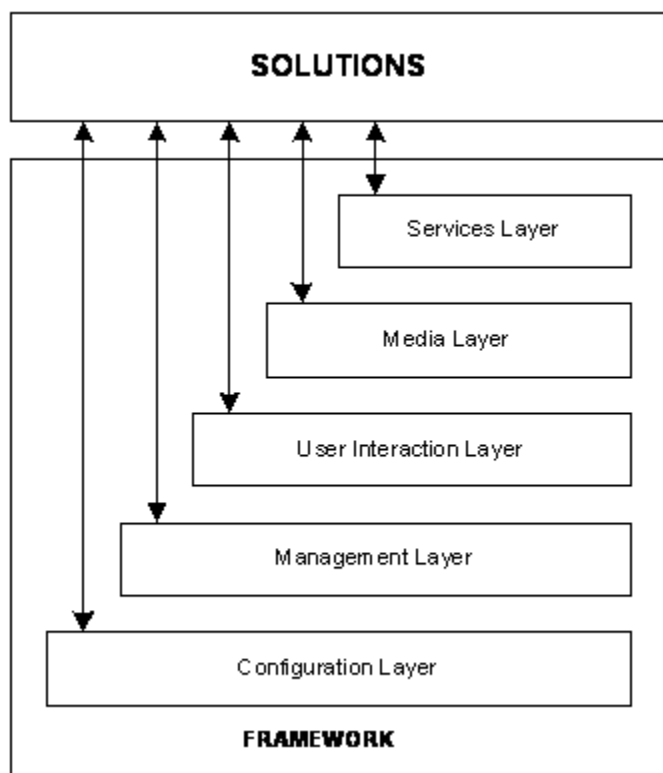 SOLUTIONS
Services Layer
Media Layer
User Interaction Layer
Management Layer
Configuration Layer
FRAMEWORK